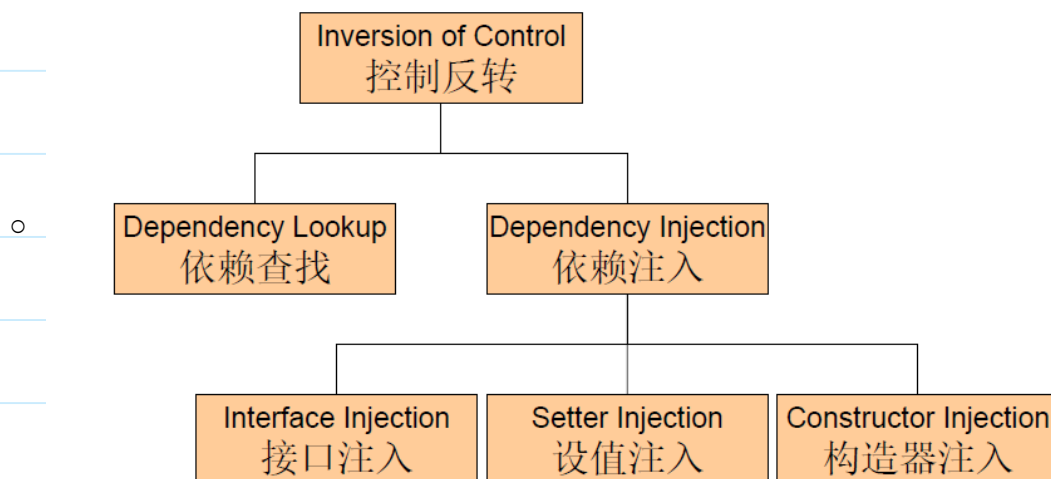 Inversion of Control
控制反转
Dependency Lookup
依赖查找
Dependency Injection
依赖注入
Interface Injection
接口注入
Setter Injection
设值注入
Constructor Injection
构造器注入